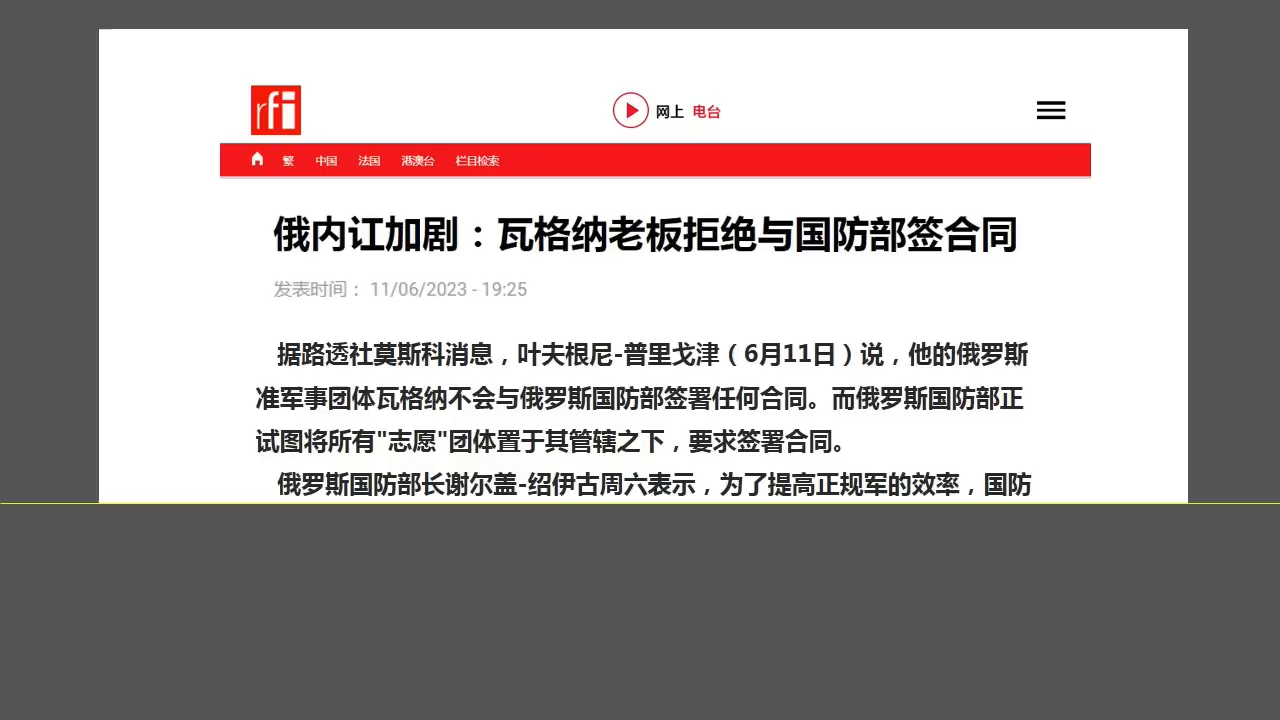 rfi
网上 电台
繁 中国 法国 港澳台 栏目检索
俄内讧加剧：瓦格纳老板拒绝与国防部签合同
发表时间： 11/06/2023 - 19:25
据路透社莫斯科消息，叶夫根尼-普里戈津（6月11日）说，他的俄罗斯
准军事团体瓦格纳不会与俄罗斯国防部签署任何合同。而俄罗斯国防部正
试图将所有"志愿"团体置于其管辖之下，要求签署合同。
俄罗斯国防部长谢尔盖-绍伊古周六表示，为了提高正规军的效率，国防